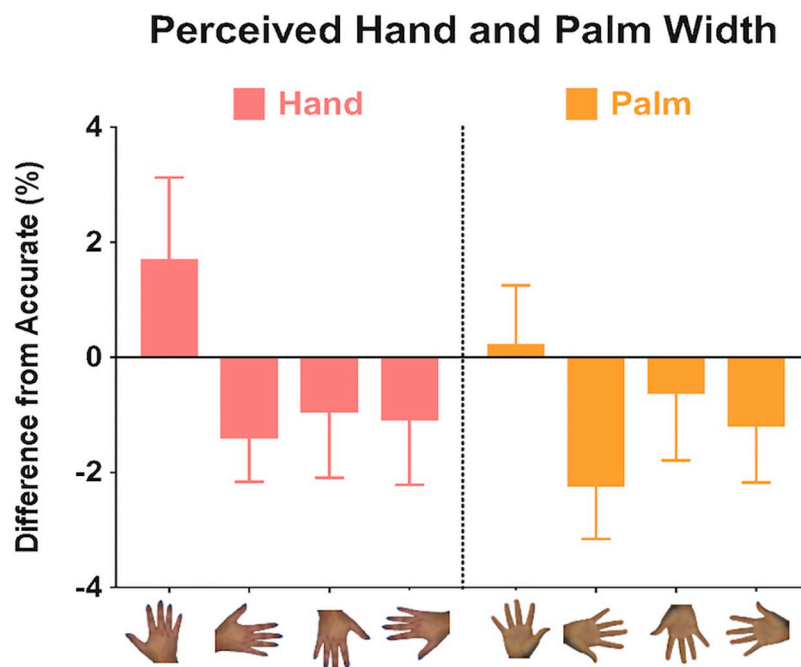 Perceived Hand and Palm Width
Hand
Palm
Difference from Accurate (%)
4
2
0
-2
-4